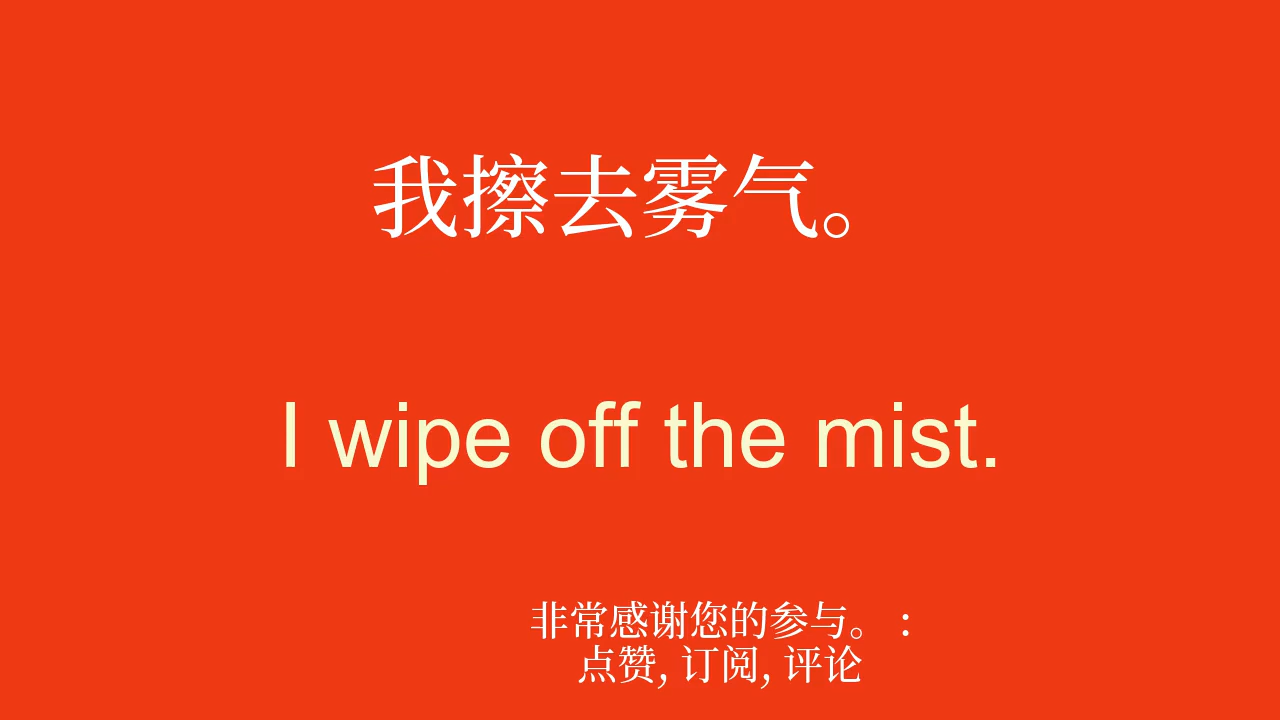 我擦去雾气。
I wipe off the mist.
非常感谢您的参与。 :
点赞, 订阅, 评论